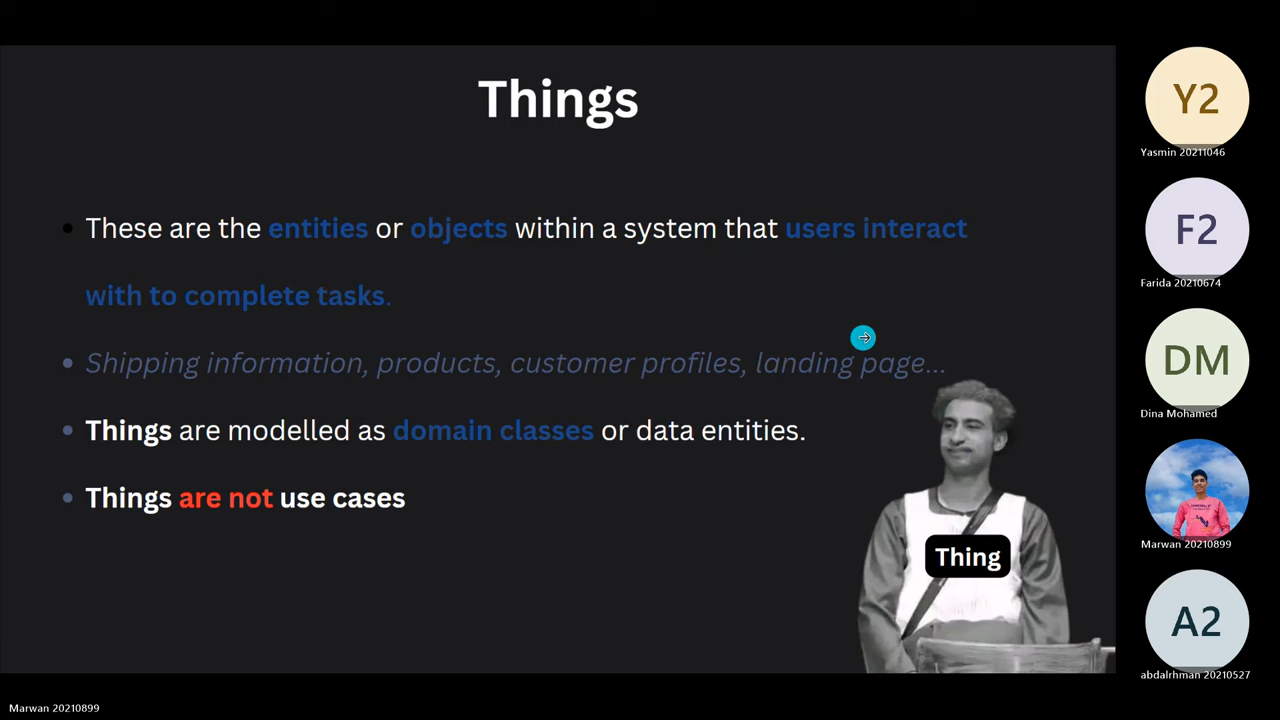 Things
These are the entities or objects within a system that users interact
with to complete tasks.
Shipping information, products, customer profiles, landing page...
Things are modelled as domain classes or data entities.
Things are not use cases
Thing
Y2
Yasmin 20211046
F2
Farida 20210674
DM
Dina Mohamed
Marwan 20210899
A2
abdalrhman 20210527
Marwan 20210899